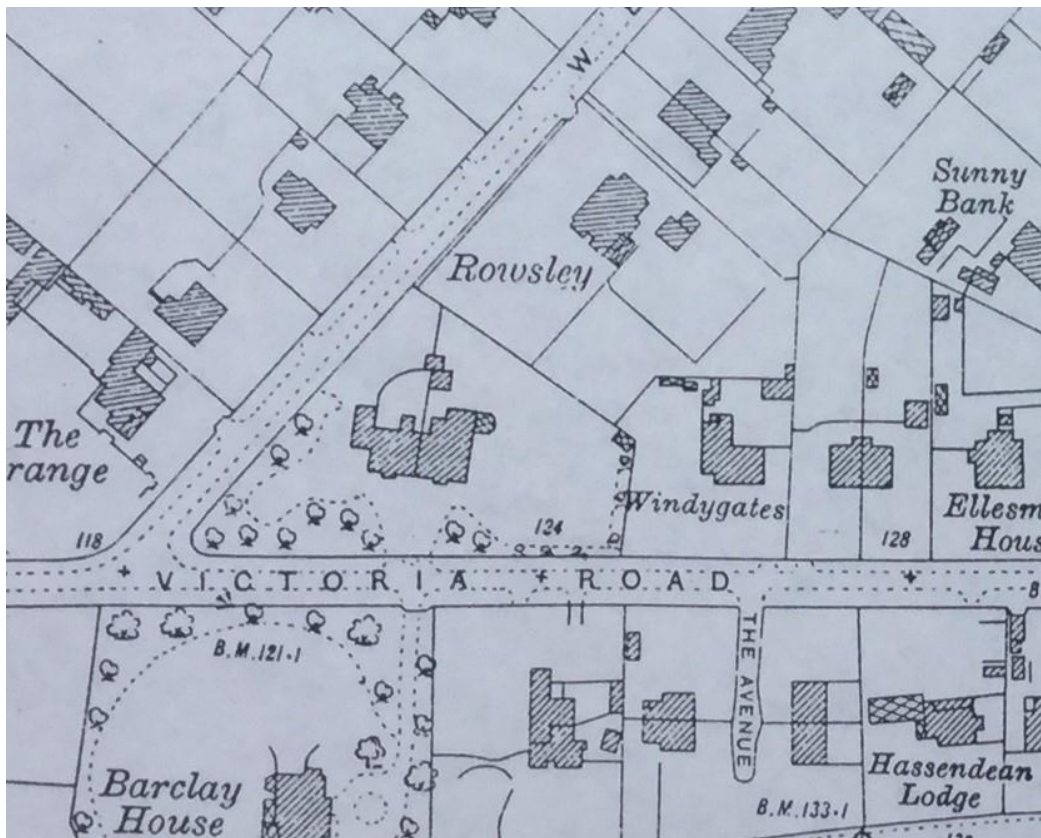 W
Sunny
Bank
Rowsley
The
range
Windygates
Ellesm
Hous
118
124
128
VICTORIA ROAD
B.M. 121·1
THE AVENUE
Barclay
House
Hassendean
Lodge
B.M. 133·1